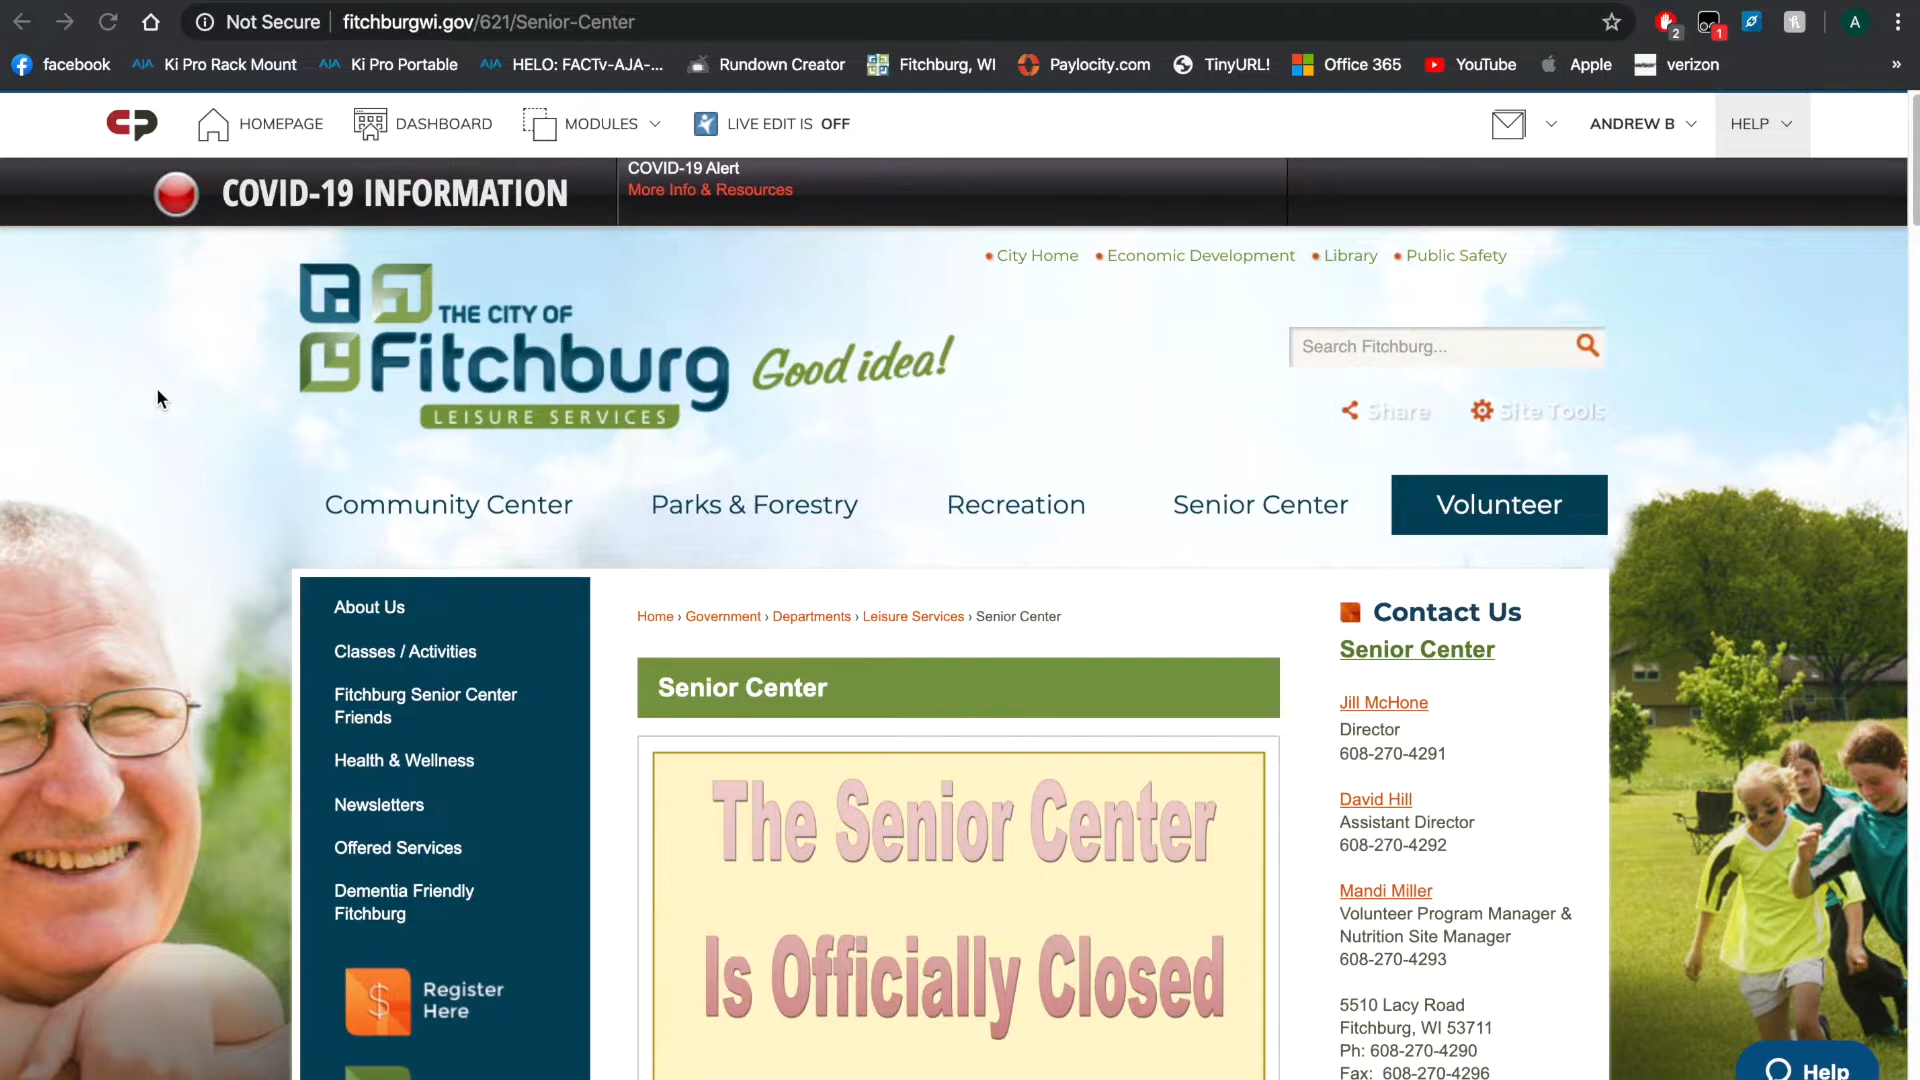 Not Secure | fitchburgwi.gov/621/Senior-Center
2
1
A
facebook
AJA Ki Pro Rack Mount
AJA Ki Pro Portable
AJA HELO: FACTv-AJA-...
Rundown Creator
Fitchburg, WI
Paylocity.com
TinyURL!
Office 365
YouTube
Apple
verizon
»
CP
HOMEPAGE
DASHBOARD
MODULES
LIVE EDIT IS OFF
ANDREW B
HELP
COVID-19 INFORMATION
COVID-19 Alert
More Info & Resources
City Home
Economic Development
Library
Public Safety
THE CITY OF
Fitchburg
LEISURE SERVICES
Good idea!
Search Fitchburg...
Share
Site Tools
Community Center
Parks & Forestry
Recreation
Senior Center
Volunteer
About Us
Classes / Activities
Fitchburg Senior Center
Friends
Health & Wellness
Newsletters
Offered Services
Dementia Friendly
Fitchburg
$
Register
Here
Home › Government › Departments › Leisure Services › Senior Center
Senior Center
The Senior Center
Is Officially Closed
Contact Us
Senior Center
Jill McHone
Director
608-270-4291
David Hill
Assistant Director
608-270-4292
Mandi Miller
Volunteer Program Manager &
Nutrition Site Manager
608-270-4293
5510 Lacy Road
Fitchburg, WI 53711
Ph: 608-270-4290
Fax: 608-270-4296
Help